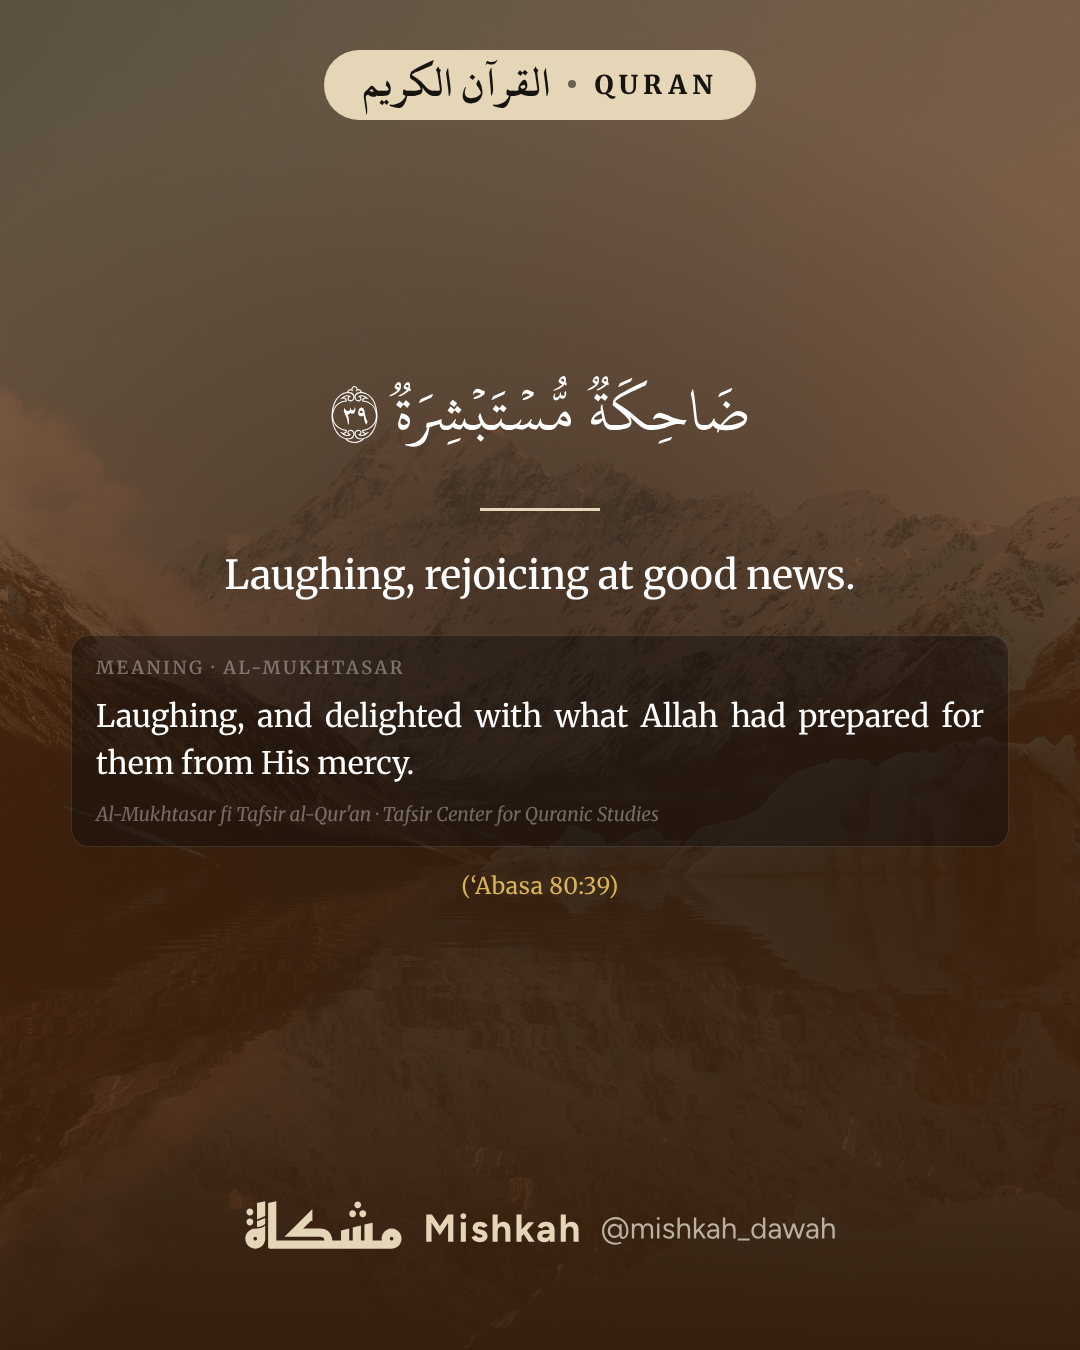 القرآن الكريم • QURAN
ضَاحِكَةٌ مُّسْتَبْشِرَةٌ ٣٩
Laughing, rejoicing at good news.
MEANING · AL-MUKHTASAR
Laughing, and delighted with what Allah had prepared for
them from His mercy.
Al-Mukhtasar fi Tafsir al-Qur'an · Tafsir Center for Quranic Studies
(‘Abasa 80:39)
مشكاة Mishkah @mishkah_dawah